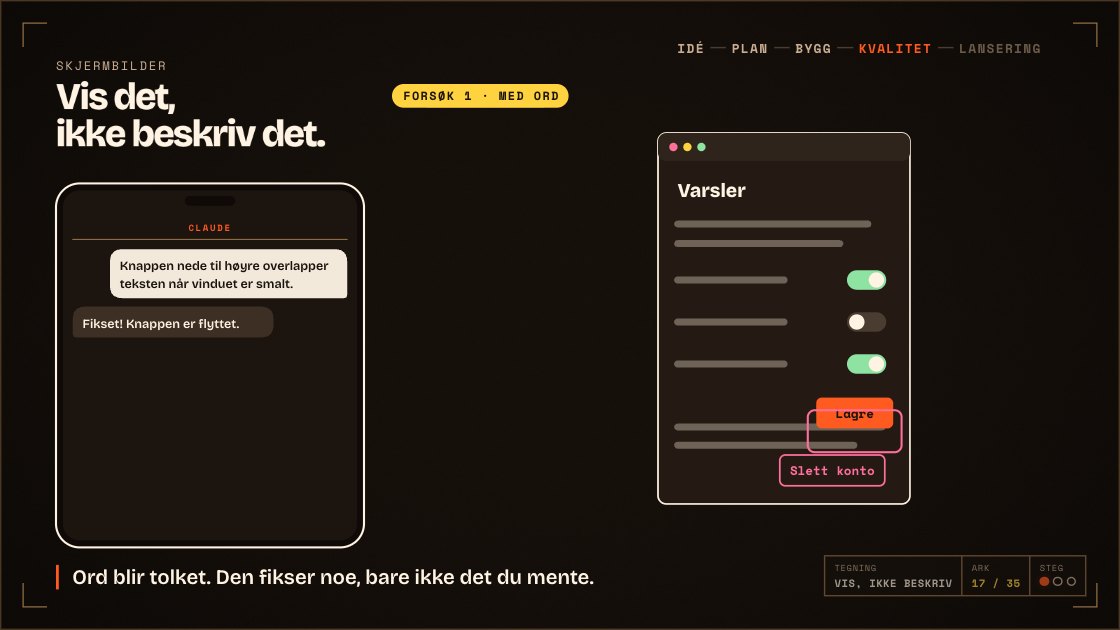 IDÉ — PLAN — BYGG — KVALITET — LANSERING
SKJERMBILDER
Vis det,
ikke beskriv det.
FORSØK 1 · MED ORD
CLAUDE
Knappen nede til høyre overlapper
teksten når vinduet er smalt.
Fikset! Knappen er flyttet.
Varsler
Lagre
Slett konto
Ord blir tolket. Den fikser noe, bare ikke det du mente.
TEGNING
VIS, IKKE BESKRIV
ARK
17 / 35
STEG